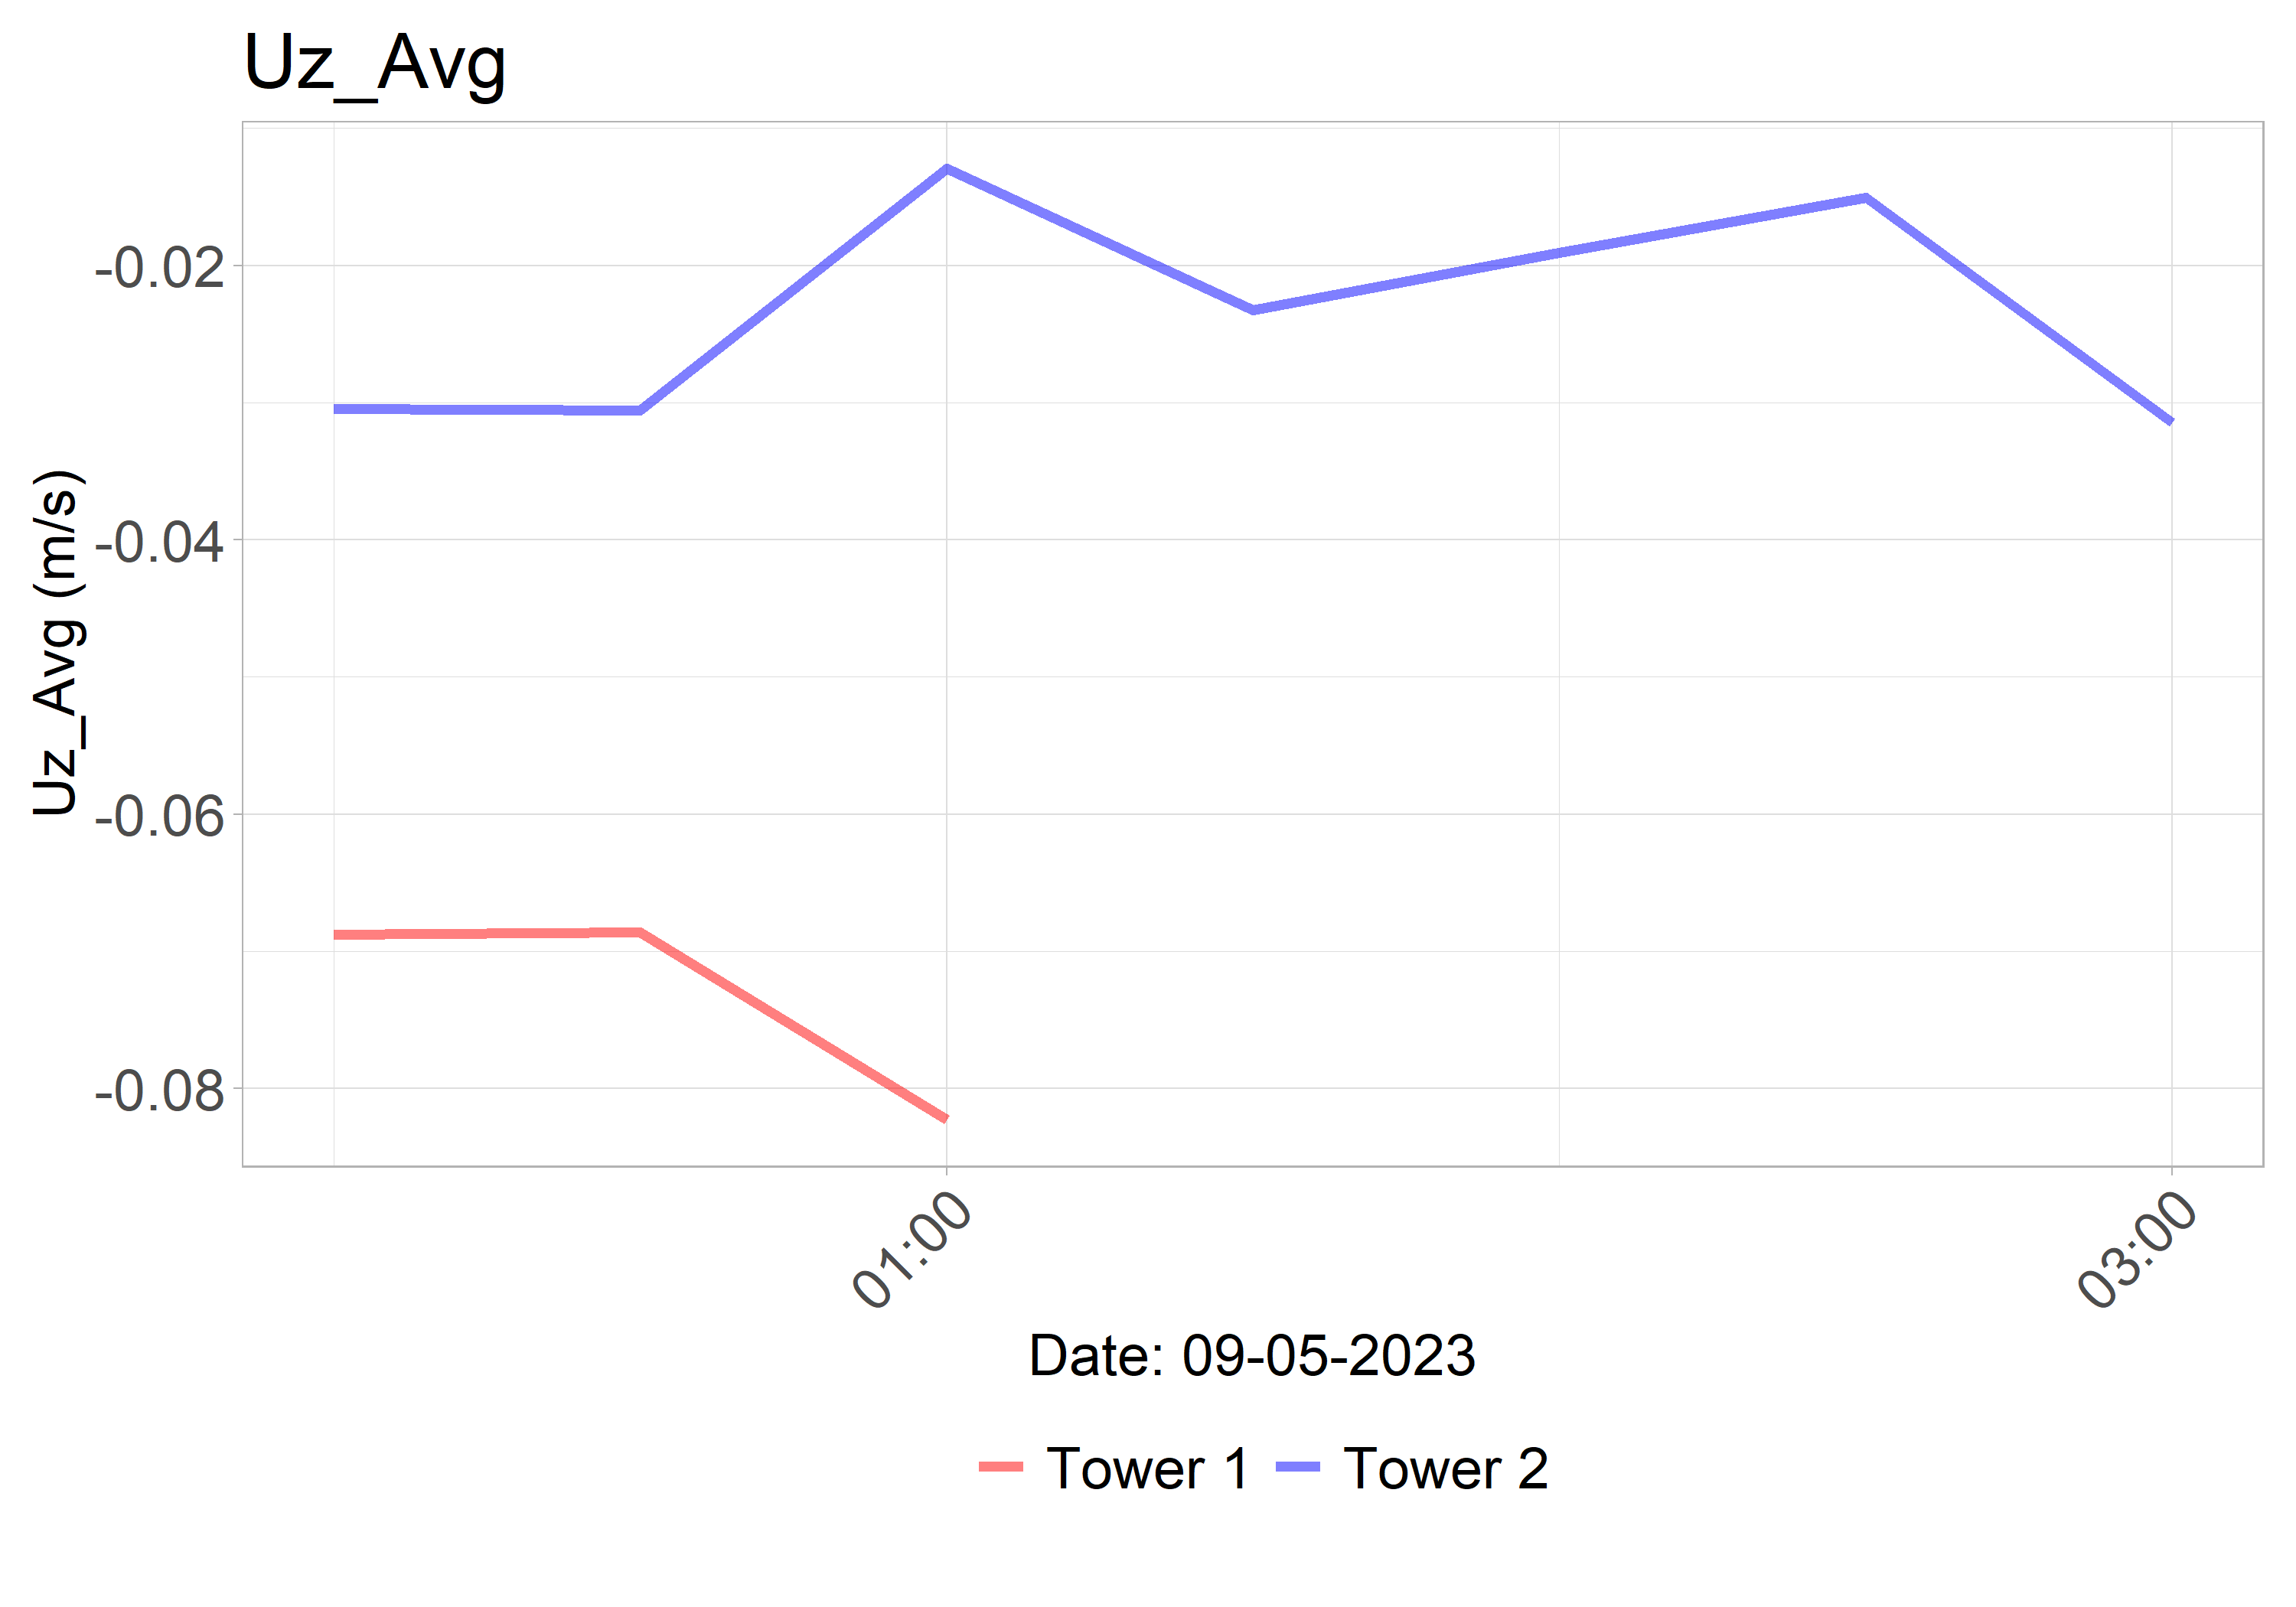 Uz_Avg
Uz_Avg (m/s)
-0.02
-0.04
-0.06
-0.08
01:00
03:00
Date: 09-05-2023
Tower 1
Tower 2